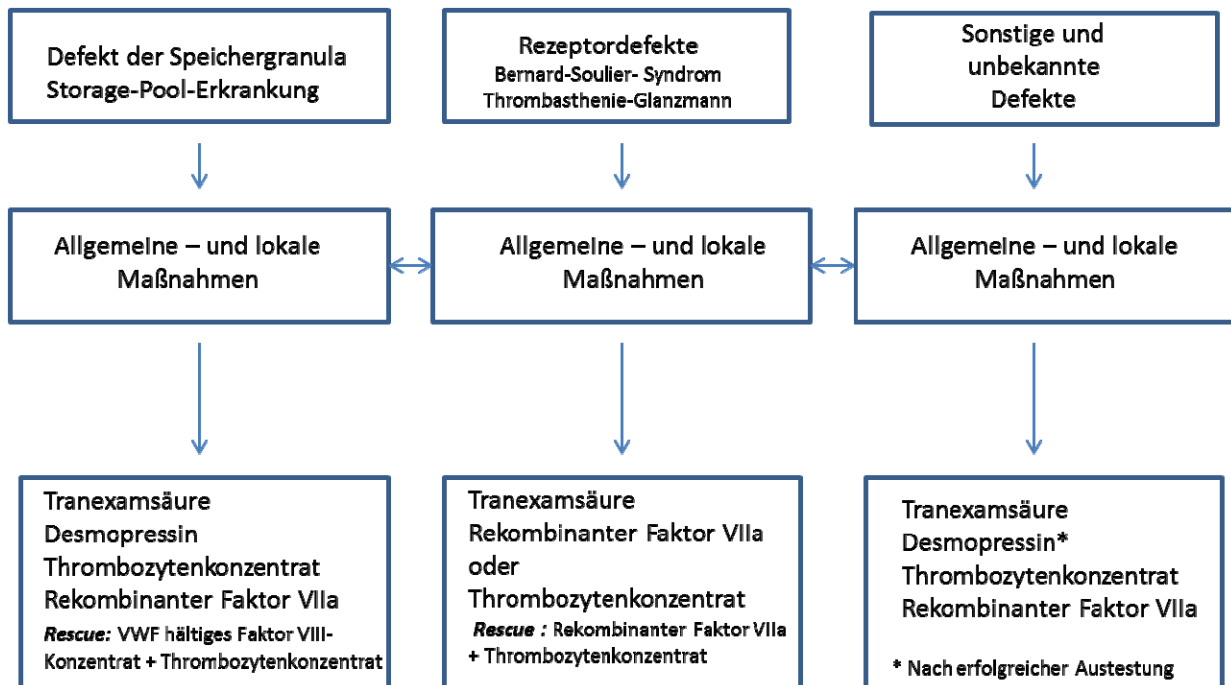 Defekt der Speichergranula
Storage-Pool-Erkrankung
Rezeptordefekte
Bernard-Soulier- Syndrom
Thrombasthenie-Glanzmann
Sonstige und
unbekannte
Defekte
Allgemeine – und lokale
Maßnahmen
Allgemeine – und lokale
Maßnahmen
Allgemeine – und lokale
Maßnahmen
Tranexamsäure
Desmopressin
Thrombozytenkonzentrat
Rekombinanter Faktor VIIa
Rescue: VWF hältiges Faktor VIII-
Konzentrat + Thrombozytenkonzentrat
Tranexamsäure
Rekombinanter Faktor VIIa
oder
Thrombozytenkonzentrat
Rescue : Rekombinanter Faktor VIIa
+ Thrombozytenkonzentrat
Tranexamsäure
Desmopressin*
Thrombozytenkonzentrat
Rekombinanter Faktor VIIa
* Nach erfolgreicher Austestung